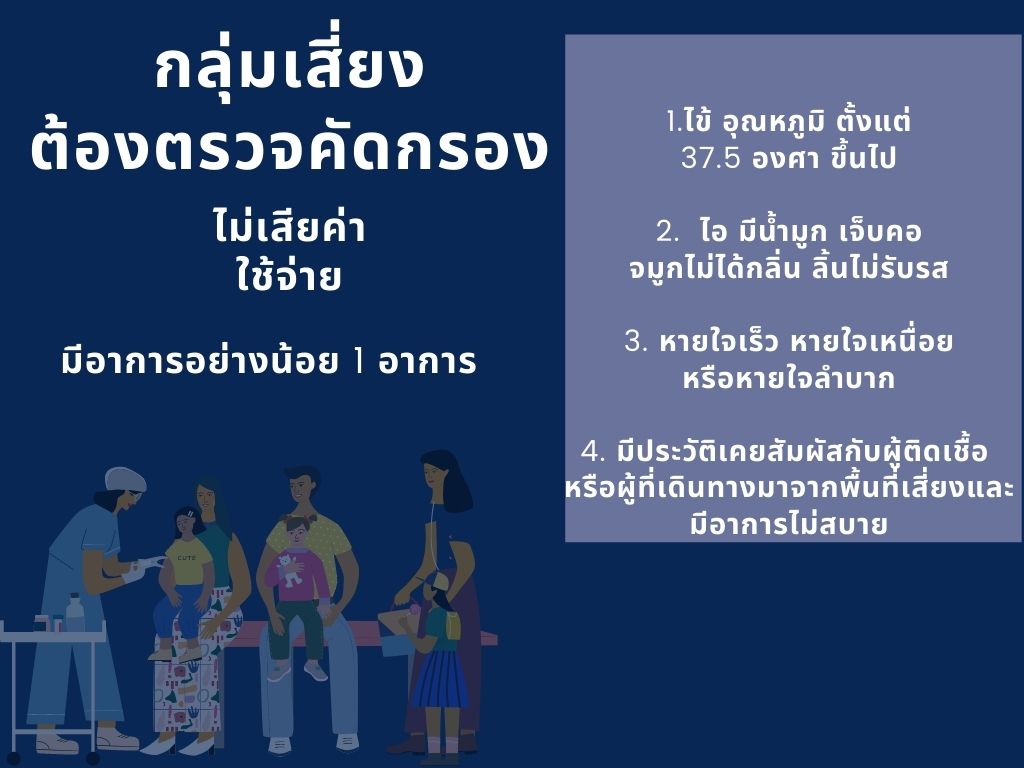 กลุ่มเสี่ยง
ต้องตรวจคัดกรอง
ไม่เสียค่า
ใช้จ่าย
มีอาการอย่างน้อย 1 อาการ
1.ไข้ อุณหภูมิ ตั้งแต่
37.5 องศา ขึ้นไป
2. ไอ มีน้ำมูก เจ็บคอ
จมูกไม่ได้กลิ่น ลิ้นไม่รับรส
3. หายใจเร็ว หายใจเหนื่อย
หรือหายใจลำบาก
4. มีประวัติเคยสัมผัสกับผู้ติดเชื้อ
หรือผู้ที่เดินทางมาจากพื้นที่เสี่ยงและ
มีอาการไม่สบาย
CUTE